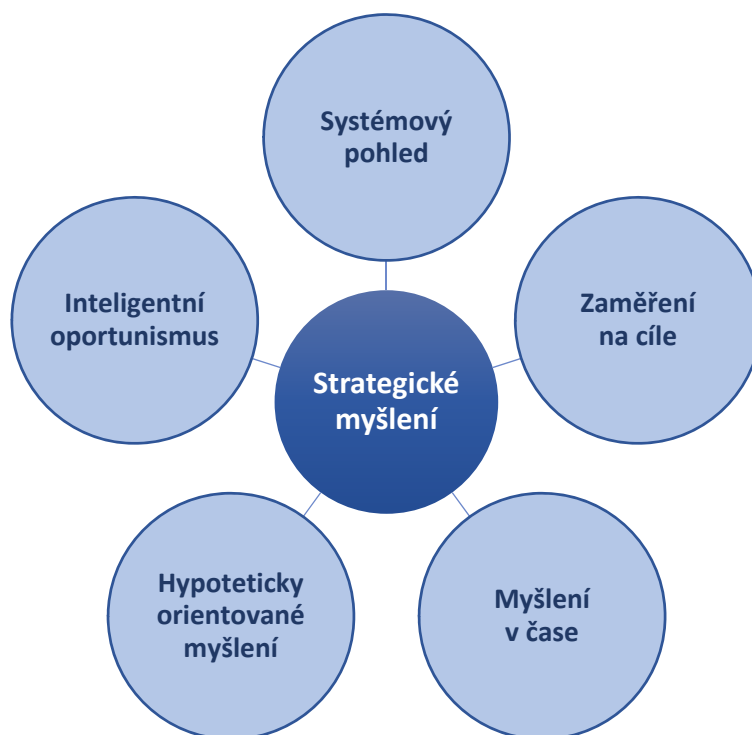 Systémový
pohled
Inteligentní
oportunismus
Zaměření
na cíle
Strategické
myšlení
Hypoteticky
orientované
myšlení
Myšlení
v čase